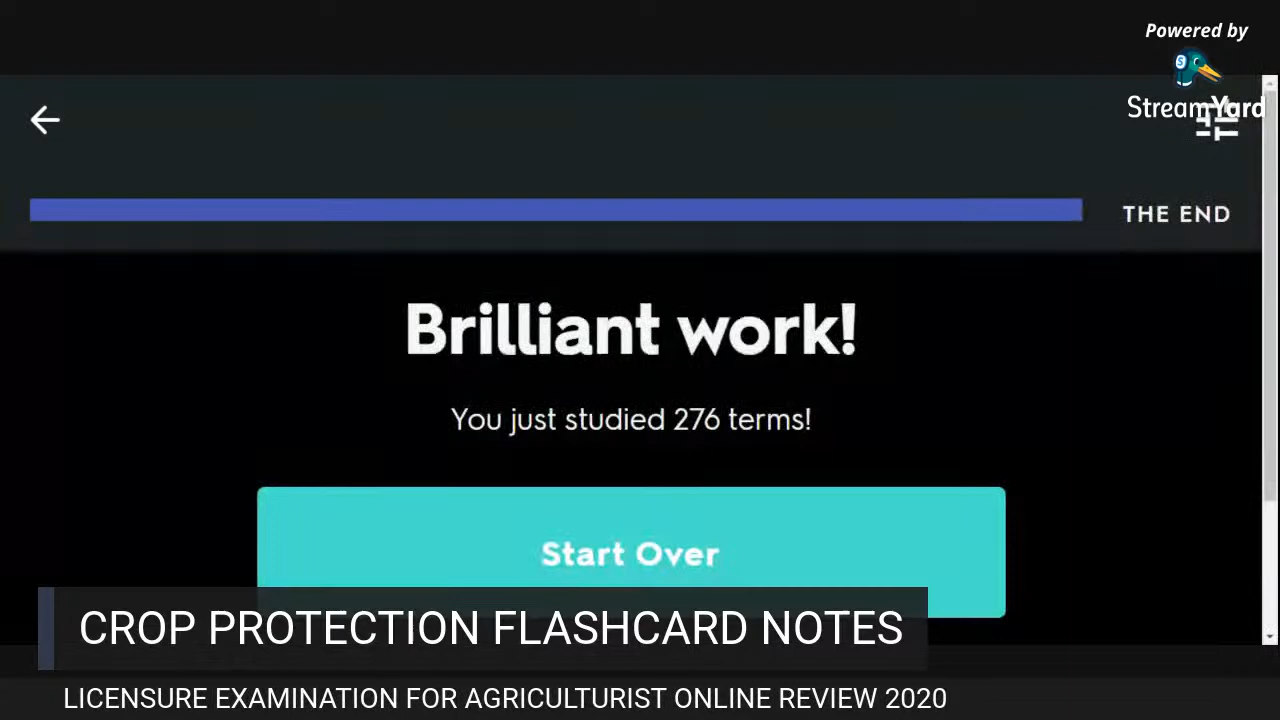 Powered by
StreamYard
THE END
Brilliant work!
You just studied 276 terms!
Start Over
CROP PROTECTION FLASHCARD NOTES
LICENSURE EXAMINATION FOR AGRICULTURIST ONLINE REVIEW 2020